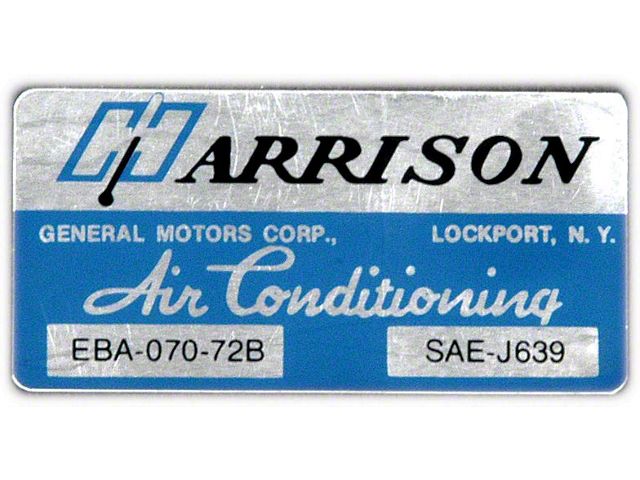 HARRISON
GENERAL MOTORS CORP., LOCKPORT, N. Y.
Air Conditioning
EBA-070-72B SAE-J639